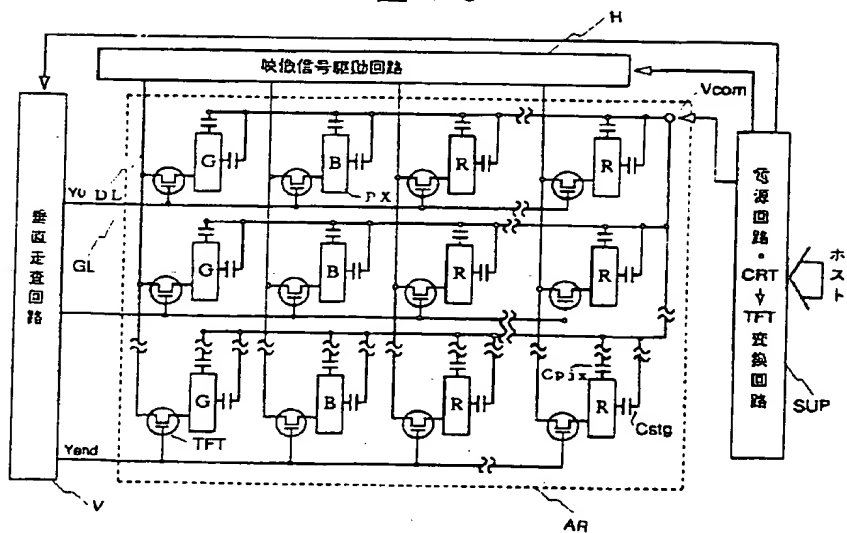 H
映像信号駆動回路
Vcom
G
B
R
R
Y0
DL
PX
GL
G
B
R
R
垂直走査回路
電源回路・CRT→TFT変換回路
ホスト
Cpix
G
B
R
R
TFT
Cstg
SUP
Yend
V
AR